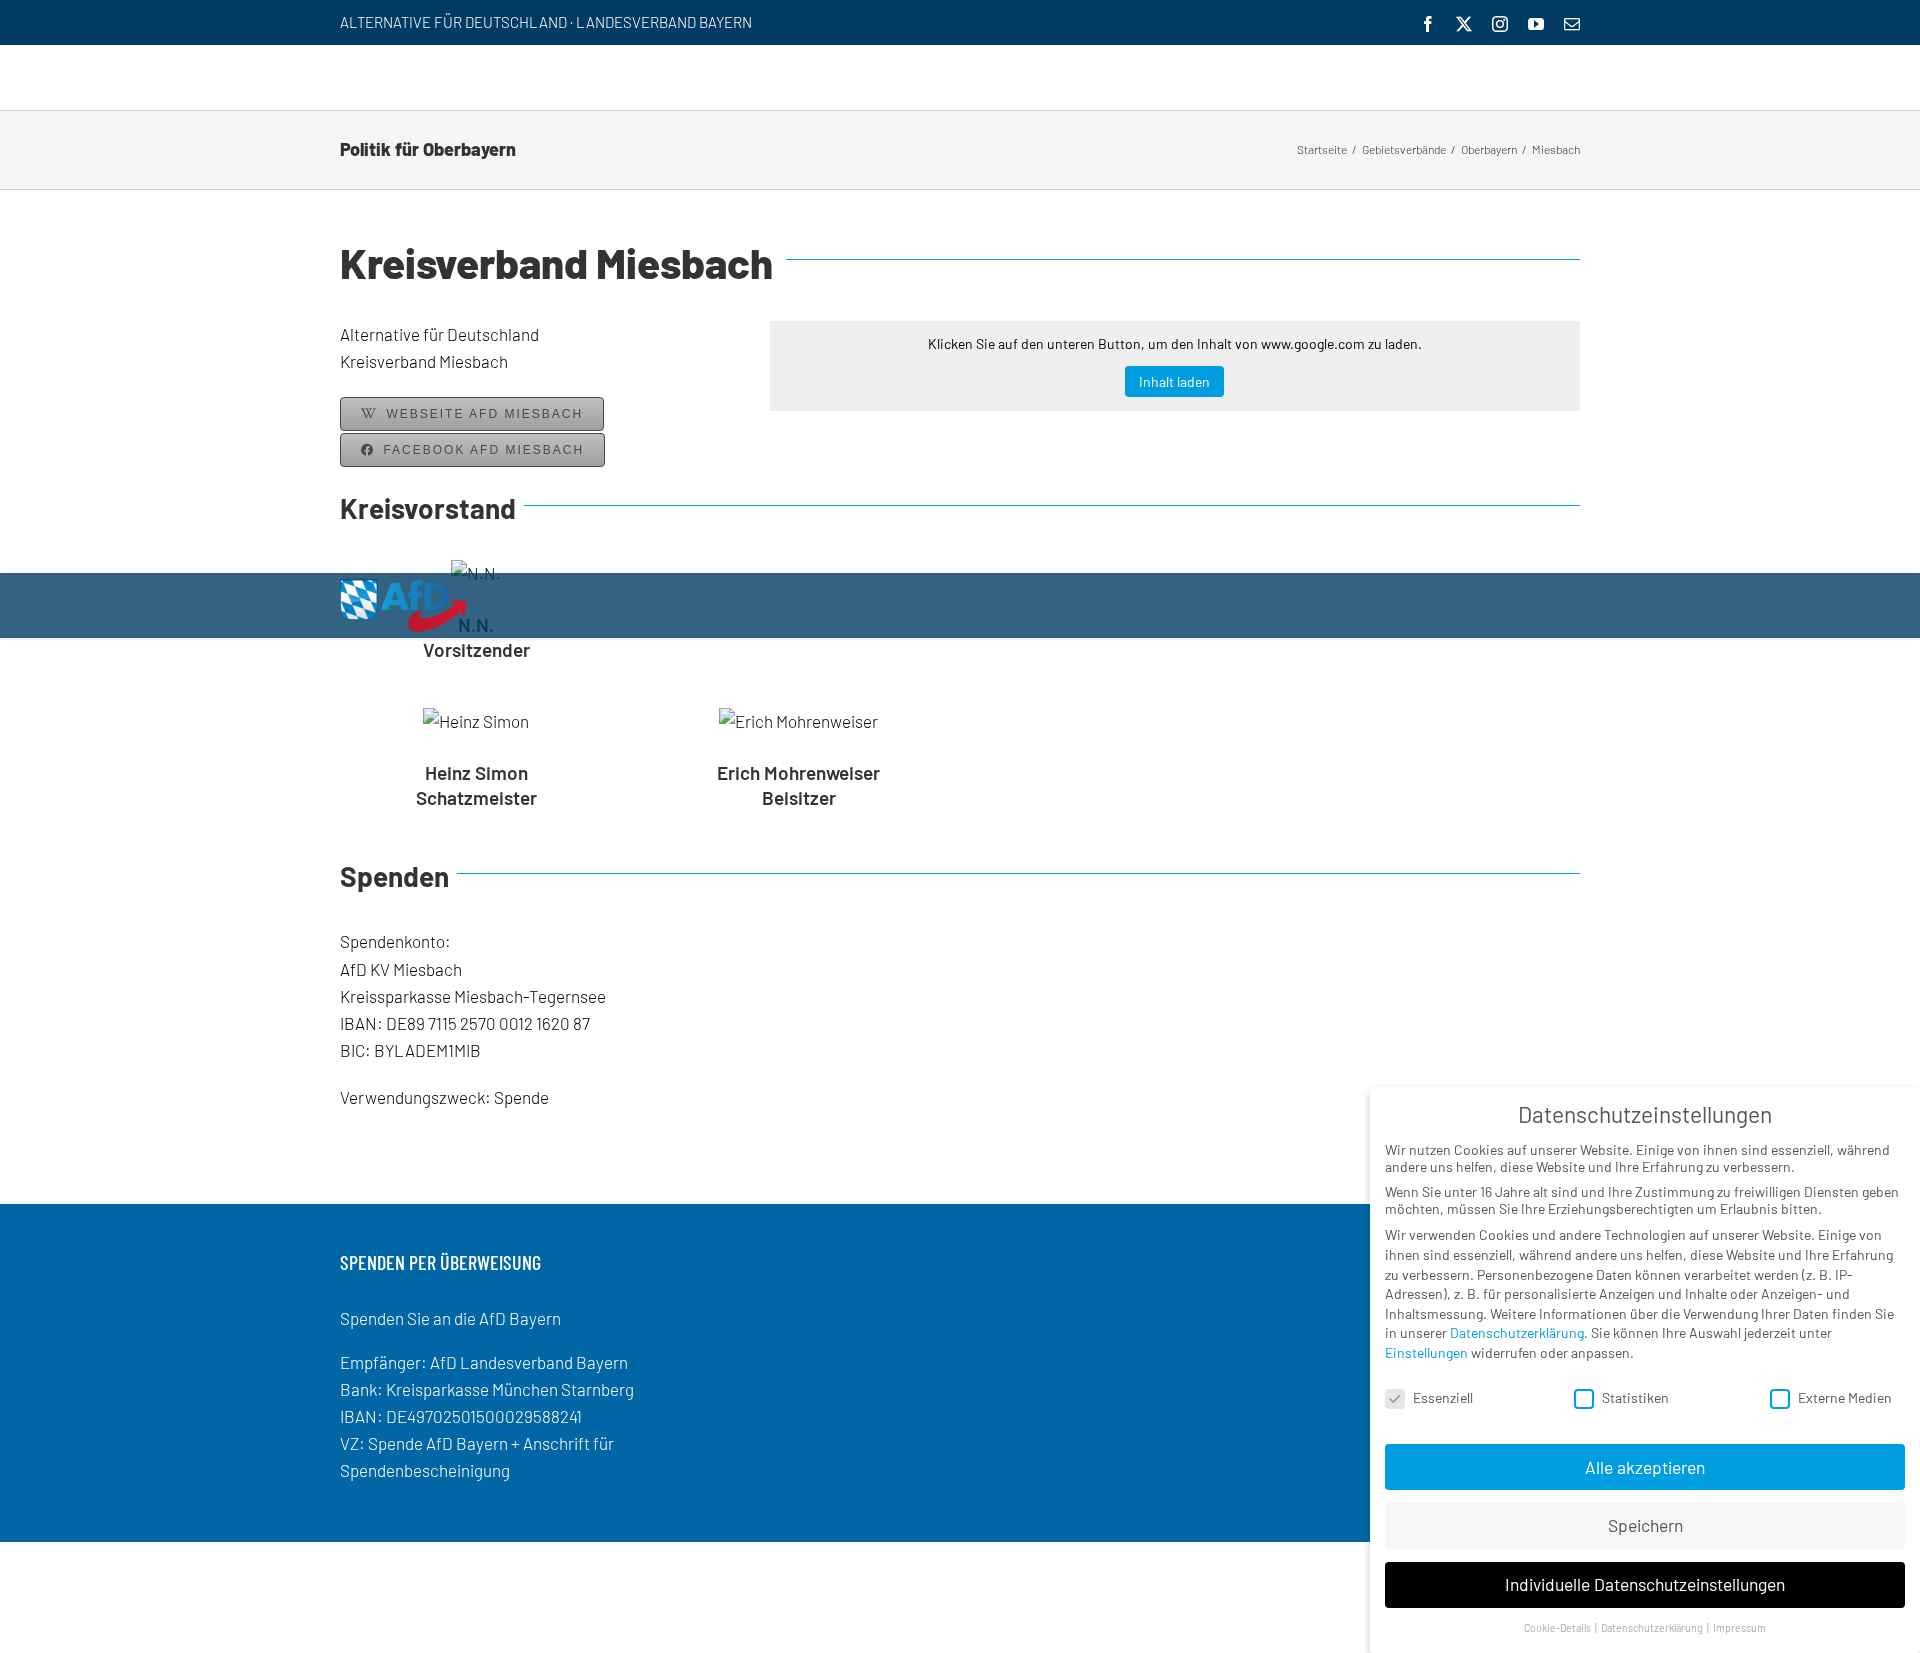 ALTERNATIVE FÜR DEUTSCHLAND · LANDESVERBAND BAYERN
Politik für Oberbayern
Startseite / Gebietsverbände / Oberbayern / Miesbach
Kreisverband Miesbach
Alternative für Deutschland
Kreisverband Miesbach
WEBSEITE AFD MIESBACH
FACEBOOK AFD MIESBACH
Klicken Sie auf den unteren Button, um den Inhalt von www.google.com zu laden.
Inhalt laden
Kreisvorstand
N.N.
AfD
N.N.
Vorsitzender
Heinz Simon
Erich Mohrenweiser
Heinz Simon
Schatzmeister
Erich Mohrenweiser
Beisitzer
Spenden
Spendenkonto:
AfD KV Miesbach
Kreissparkasse Miesbach-Tegernsee
IBAN: DE89 7115 2570 0012 1620 87
BIC: BYLADEM1MIB
Verwendungszweck: Spende
SPENDEN PER ÜBERWEISUNG
Spenden Sie an die AfD Bayern
Empfänger: AfD Landesverband Bayern
Bank: Kreisparkasse München Starnberg
IBAN: DE49702501500029588241
VZ: Spende AfD Bayern + Anschrift für
Spendenbescheinigung
Datenschutzeinstellungen
Wir nutzen Cookies auf unserer Website. Einige von ihnen sind essenziell, während
andere uns helfen, diese Website und Ihre Erfahrung zu verbessern.
Wenn Sie unter 16 Jahre alt sind und Ihre Zustimmung zu freiwilligen Diensten geben
möchten, müssen Sie Ihre Erziehungsberechtigten um Erlaubnis bitten.
Wir verwenden Cookies und andere Technologien auf unserer Website. Einige von
ihnen sind essenziell, während andere uns helfen, diese Website und Ihre Erfahrung
zu verbessern. Personenbezogene Daten können verarbeitet werden (z. B. IP-
Adressen), z. B. für personalisierte Anzeigen und Inhalte oder Anzeigen- und
Inhaltsmessung. Weitere Informationen über die Verwendung Ihrer Daten finden Sie
in unserer Datenschutzerklärung. Sie können Ihre Auswahl jederzeit unter
Einstellungen widerrufen oder anpassen.
Essenziell
Statistiken
Externe Medien
Alle akzeptieren
Speichern
Individuelle Datenschutzeinstellungen
Cookie-Details | Datenschutzerklärung | Impressum